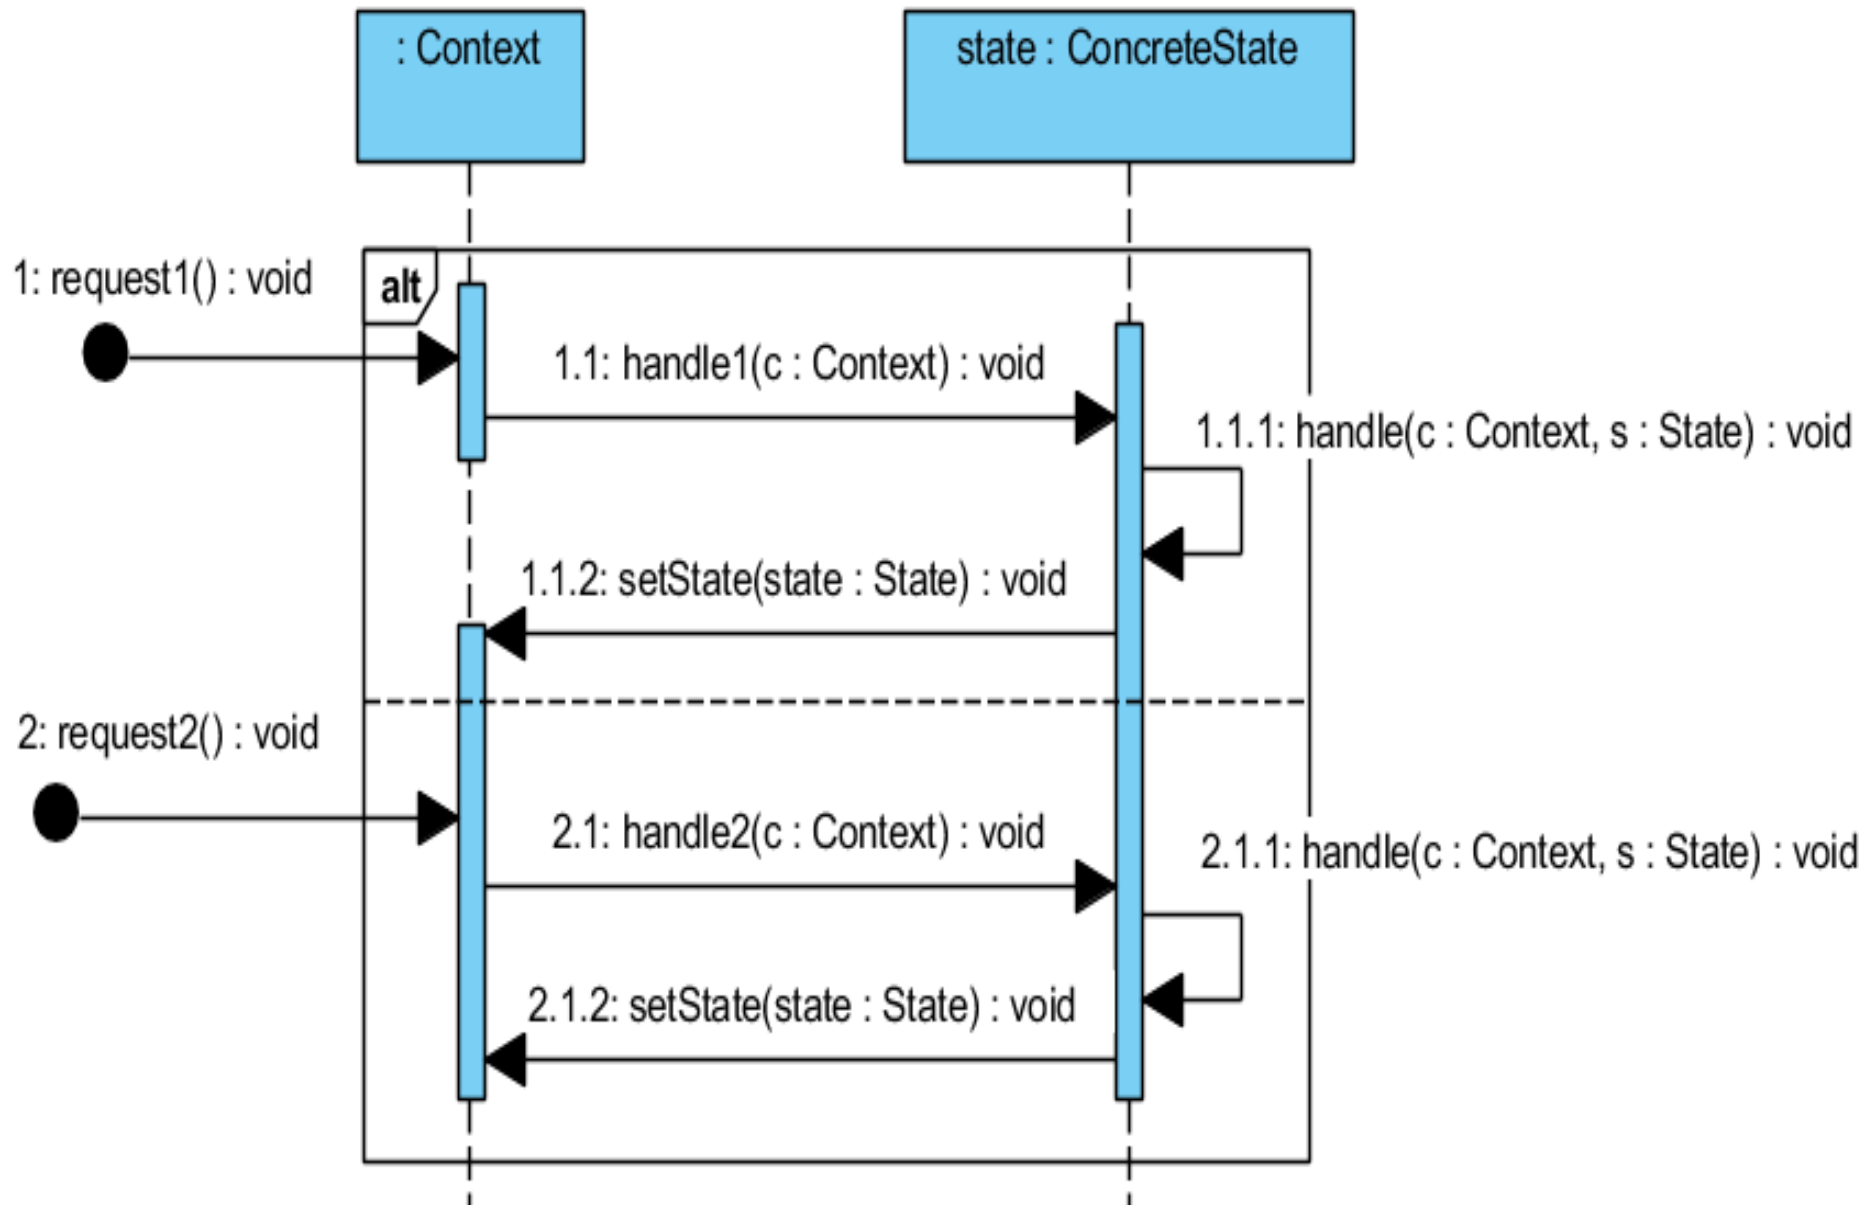 : Context
state : ConcreteState
1: request1() : void
alt
1.1: handle1(c : Context) : void
1.1.1: handle(c : Context, s : State) : void
1.1.2: setState(state : State) : void
2: request2() : void
2.1: handle2(c : Context) : void
2.1.1: handle(c : Context, s : State) : void
2.1.2: setState(state : State) : void